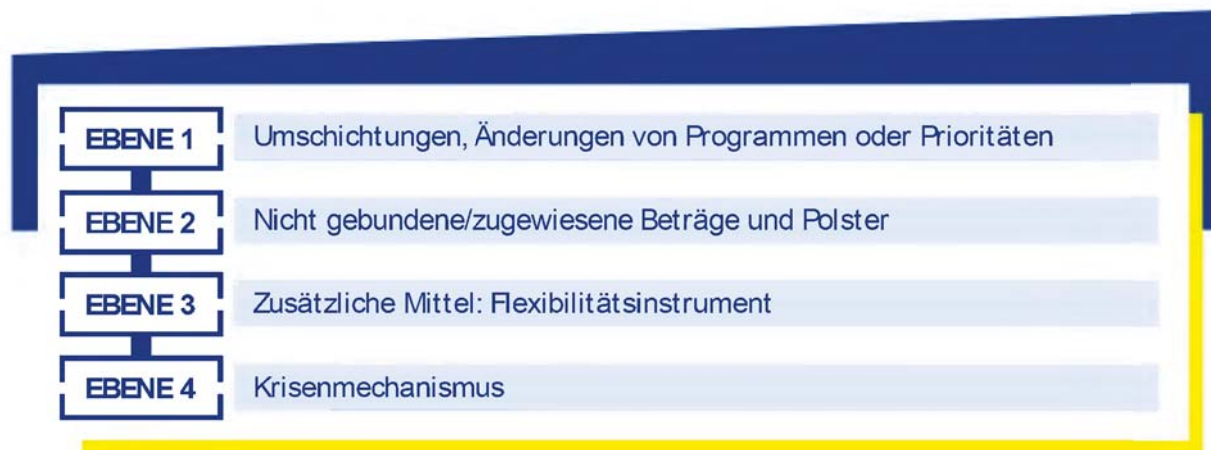 EBENE 1 Umschichtungen, Änderungen von Programmen oder Prioritäten
EBENE 2 Nicht gebundene/zugewiesene Beträge und Polster
EBENE 3 Zusätzliche Mittel: Flexibilitätsinstrument
EBENE 4 Krisenmechanismus